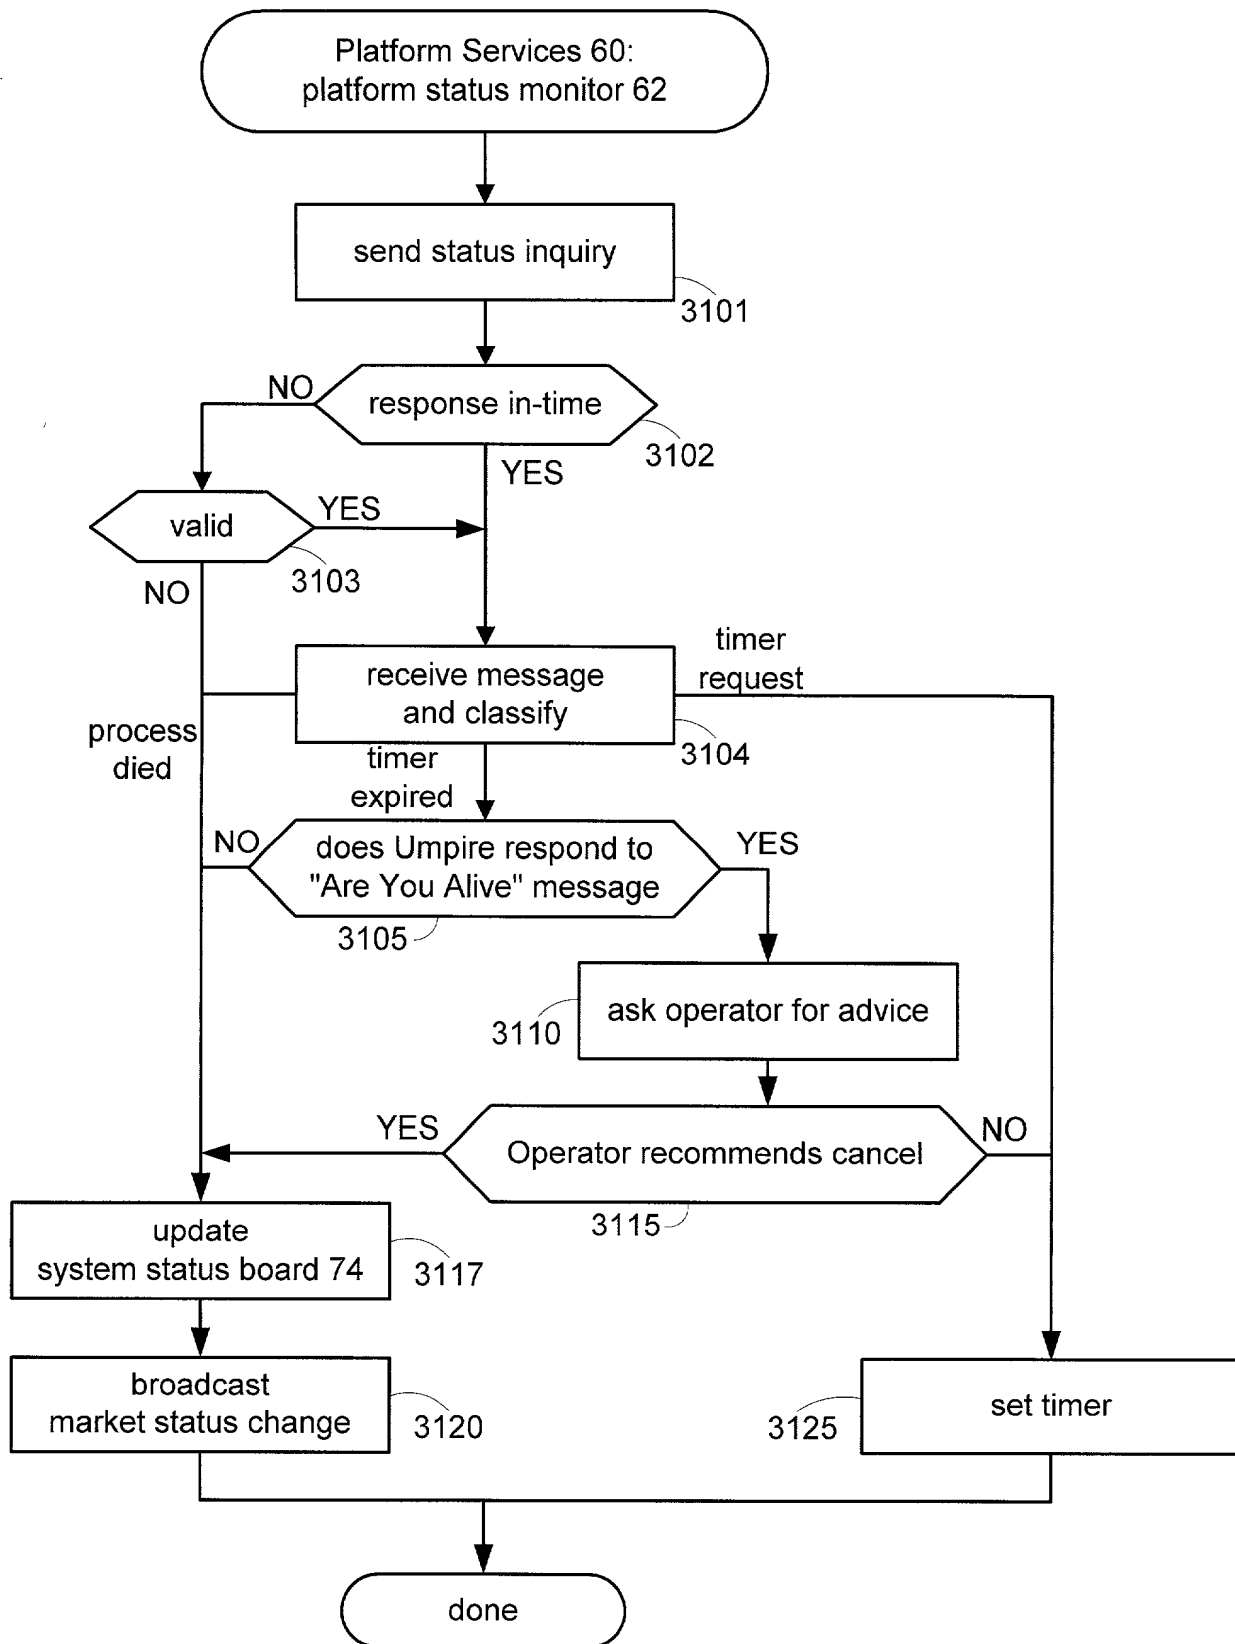 Platform Services 60:
platform status monitor 62
send status inquiry
3101
NO
response in-time
3102
YES
valid
YES
3103
NO
timer
request
receive message
and classify
3104
process
died
timer
expired
NO
does Umpire respond to
"Are You Alive" message
YES
3105
ask operator for advice
3110
YES
Operator recommends cancel
NO
3115
update
system status board 74
3117
broadcast
market status change
3120
set timer
3125
done